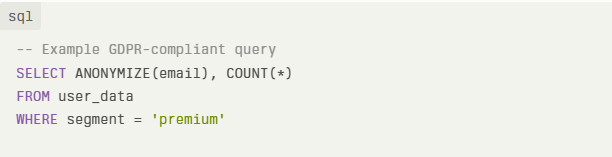 sql
-- Example GDPR-compliant query
SELECT ANONYMIZE(email), COUNT(*)
FROM user_data
WHERE segment = 'premium'